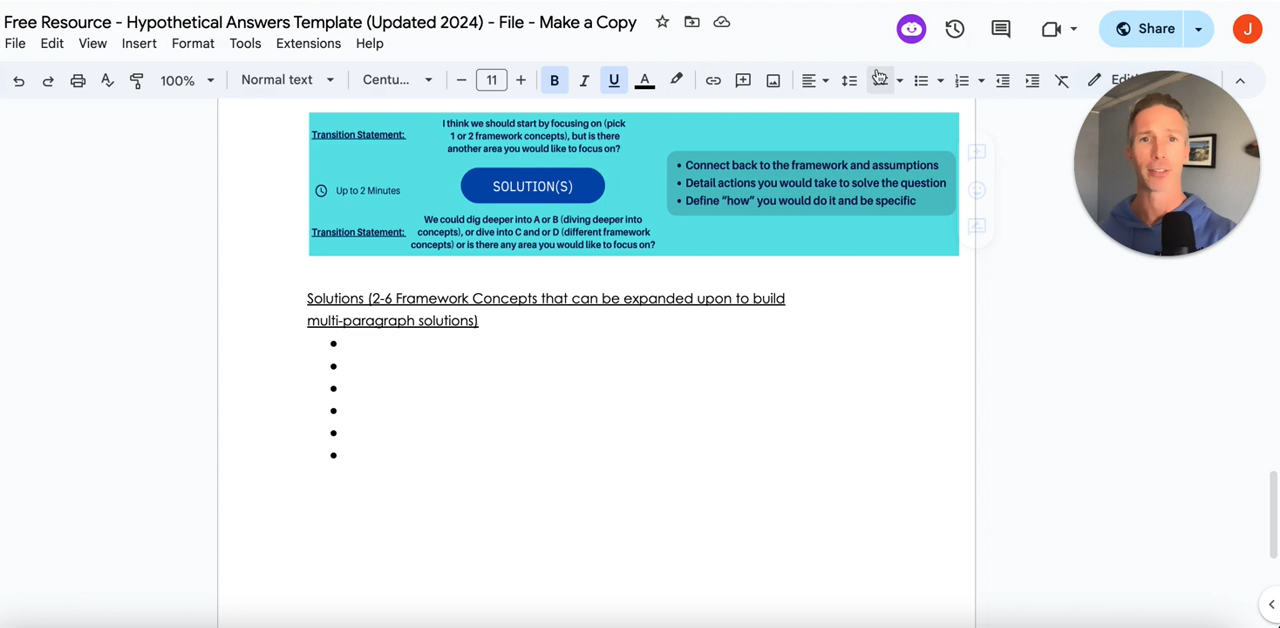 Free Resource - Hypothetical Answers Template (Updated 2024) - File - Make a Copy
File Edit View Insert Format Tools Extensions Help
Share
J
100% Normal text Centu... 11 B I U A
Transition Statement:
I think we should start by focusing on (pick
1 or 2 framework concepts), but is there
another area you would like to focus on?
Up to 2 Minutes
SOLUTION(S)
• Connect back to the framework and assumptions
• Detail actions you would take to solve the question
• Define “how” you would do it and be specific
Transition Statement:
We could dig deeper into A or B (diving deeper into
concepts), or dive into C and or D (different framework
concepts) or is there any area you would like to focus on?
Solutions (2-6 Framework Concepts that can be expanded upon to build
multi-paragraph solutions)